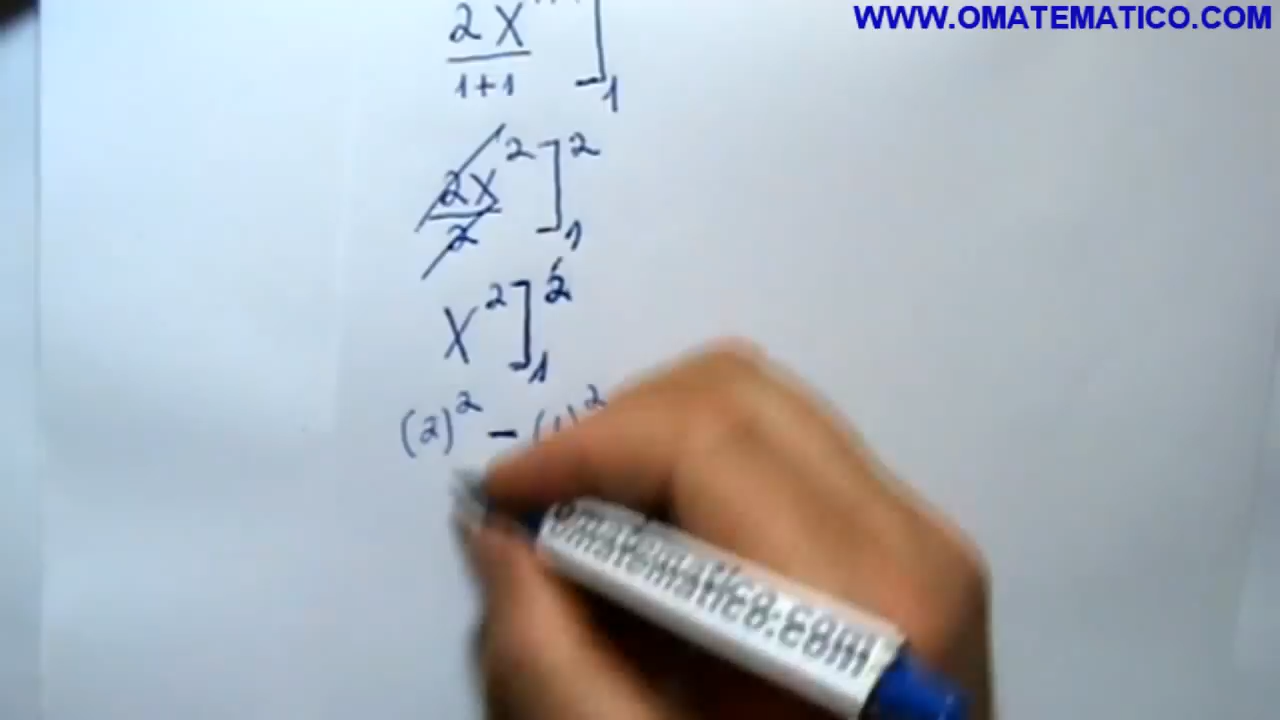 WWW.OMATEMATICO.COM
2X
1+1 ]1
2X² ]2
2 1
X² ]2
1
(2)² - (1)²
omatematico.com